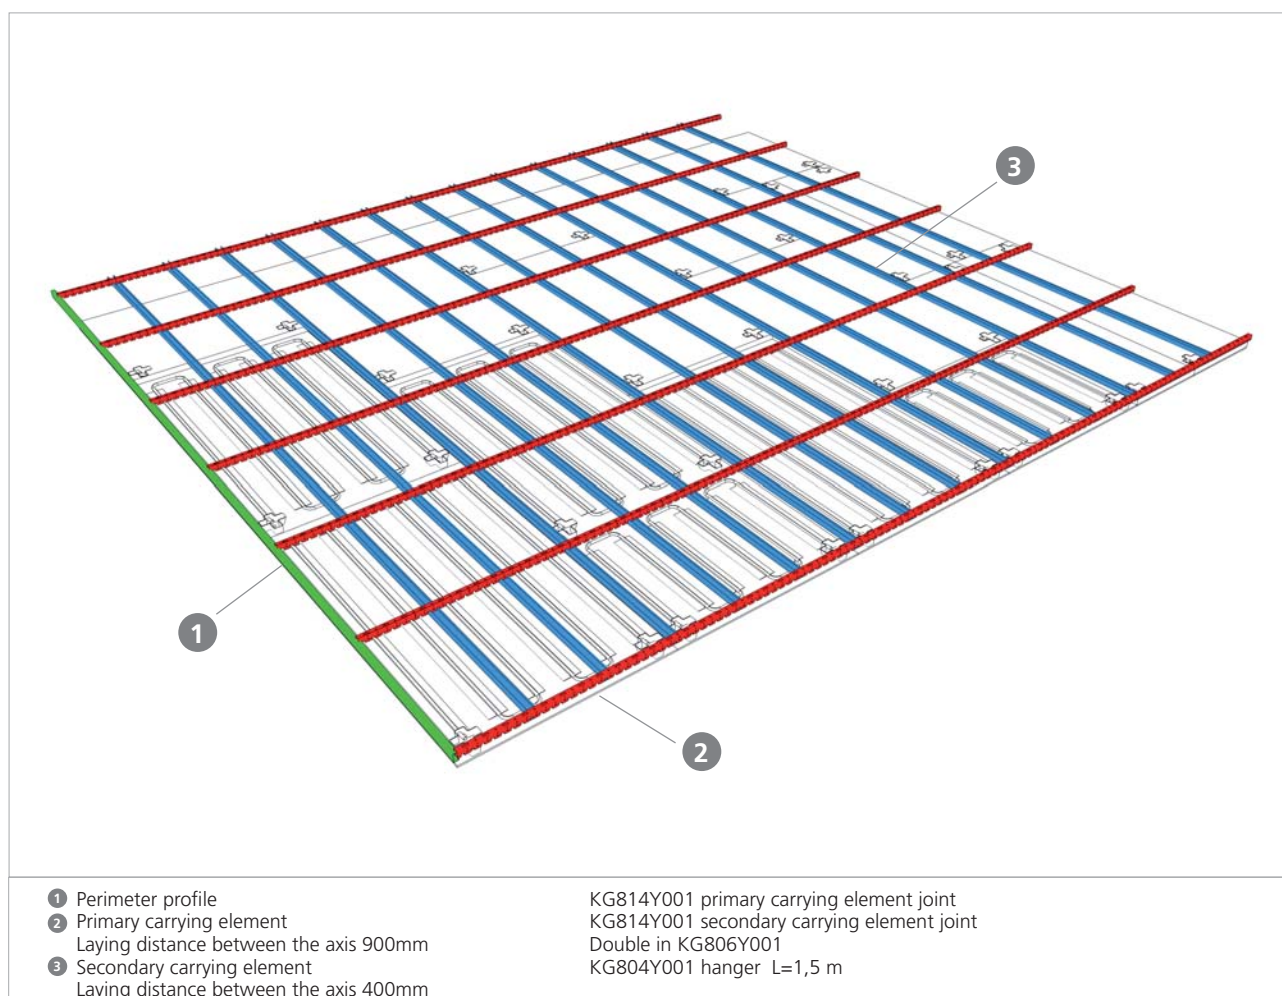 3
1
2
1 Perimeter profile
2 Primary carrying element
Laying distance between the axis 900mm
3 Secondary carrying element
Laying distance between the axis 400mm
KG814Y001 primary carrying element joint
KG814Y001 secondary carrying element joint
Double in KG806Y001
KG804Y001 hanger L=1,5 m